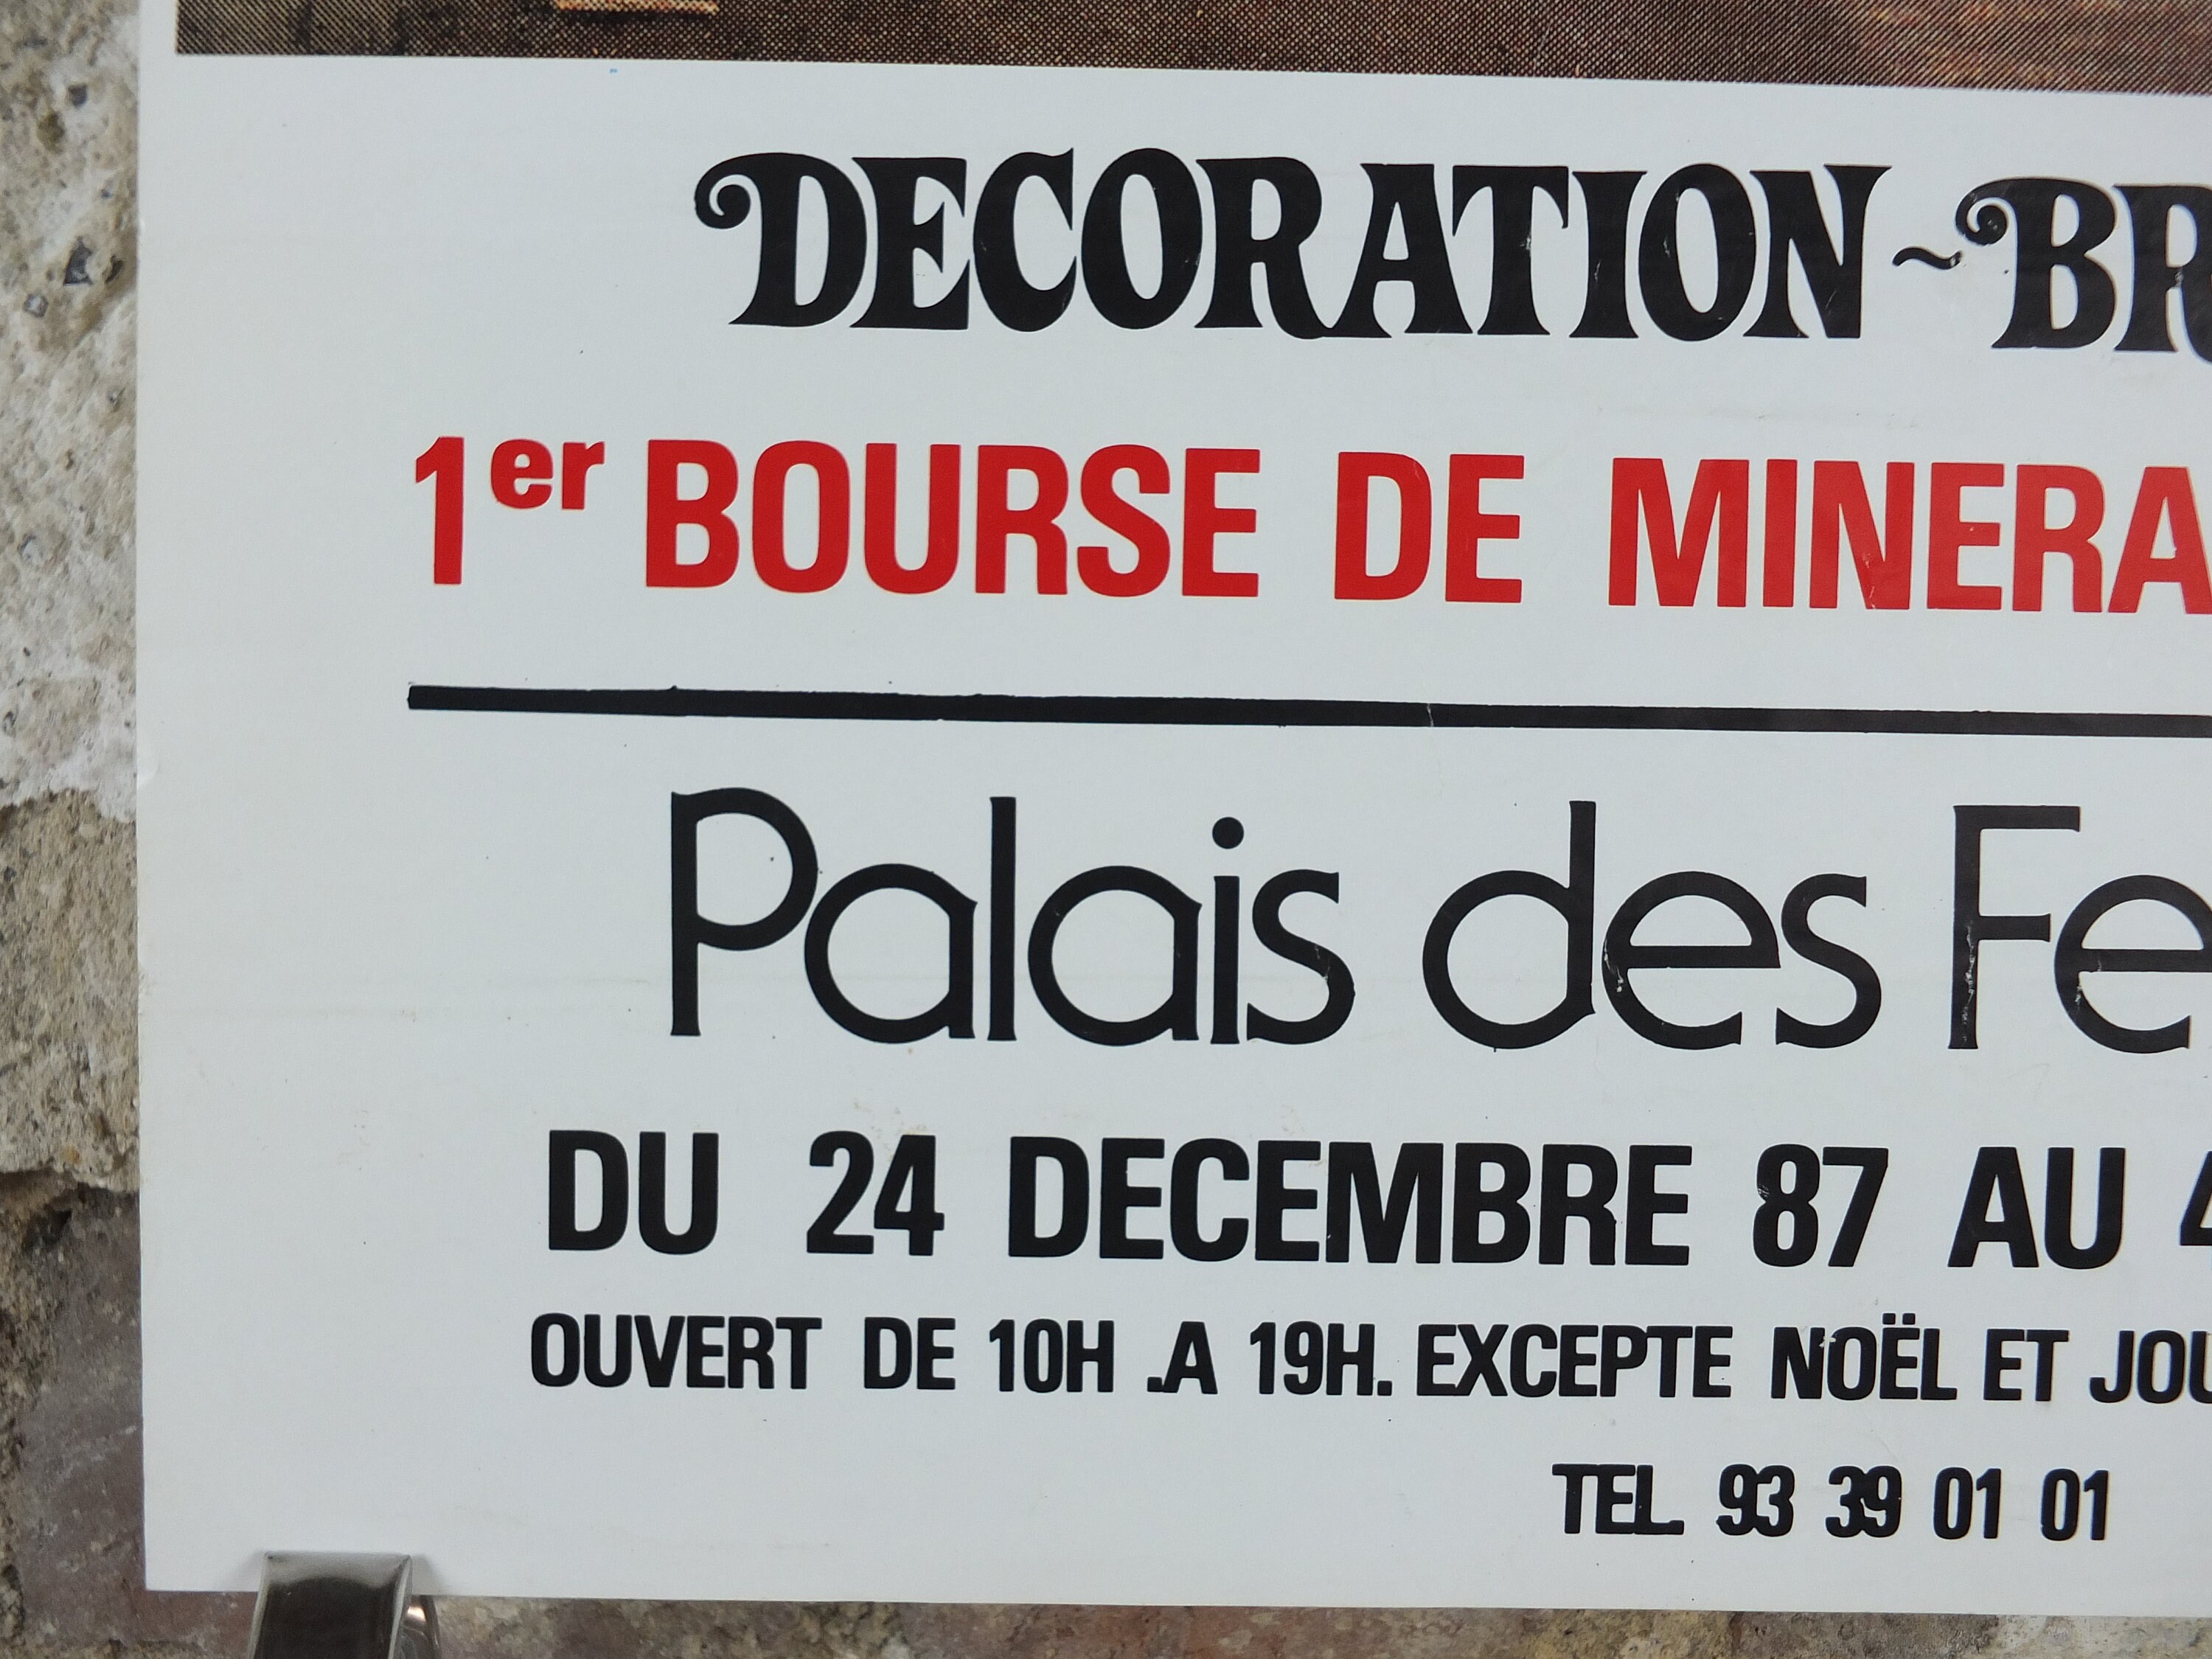 DECORATION ~ BR
1er BOURSE DE MINERA
Palais des Fe
DU 24 DECEMBRE 87 AU 4
OUVERT DE 10H .A 19H. EXCEPTE NOËL ET JOU
TEL. 93 39 01 01